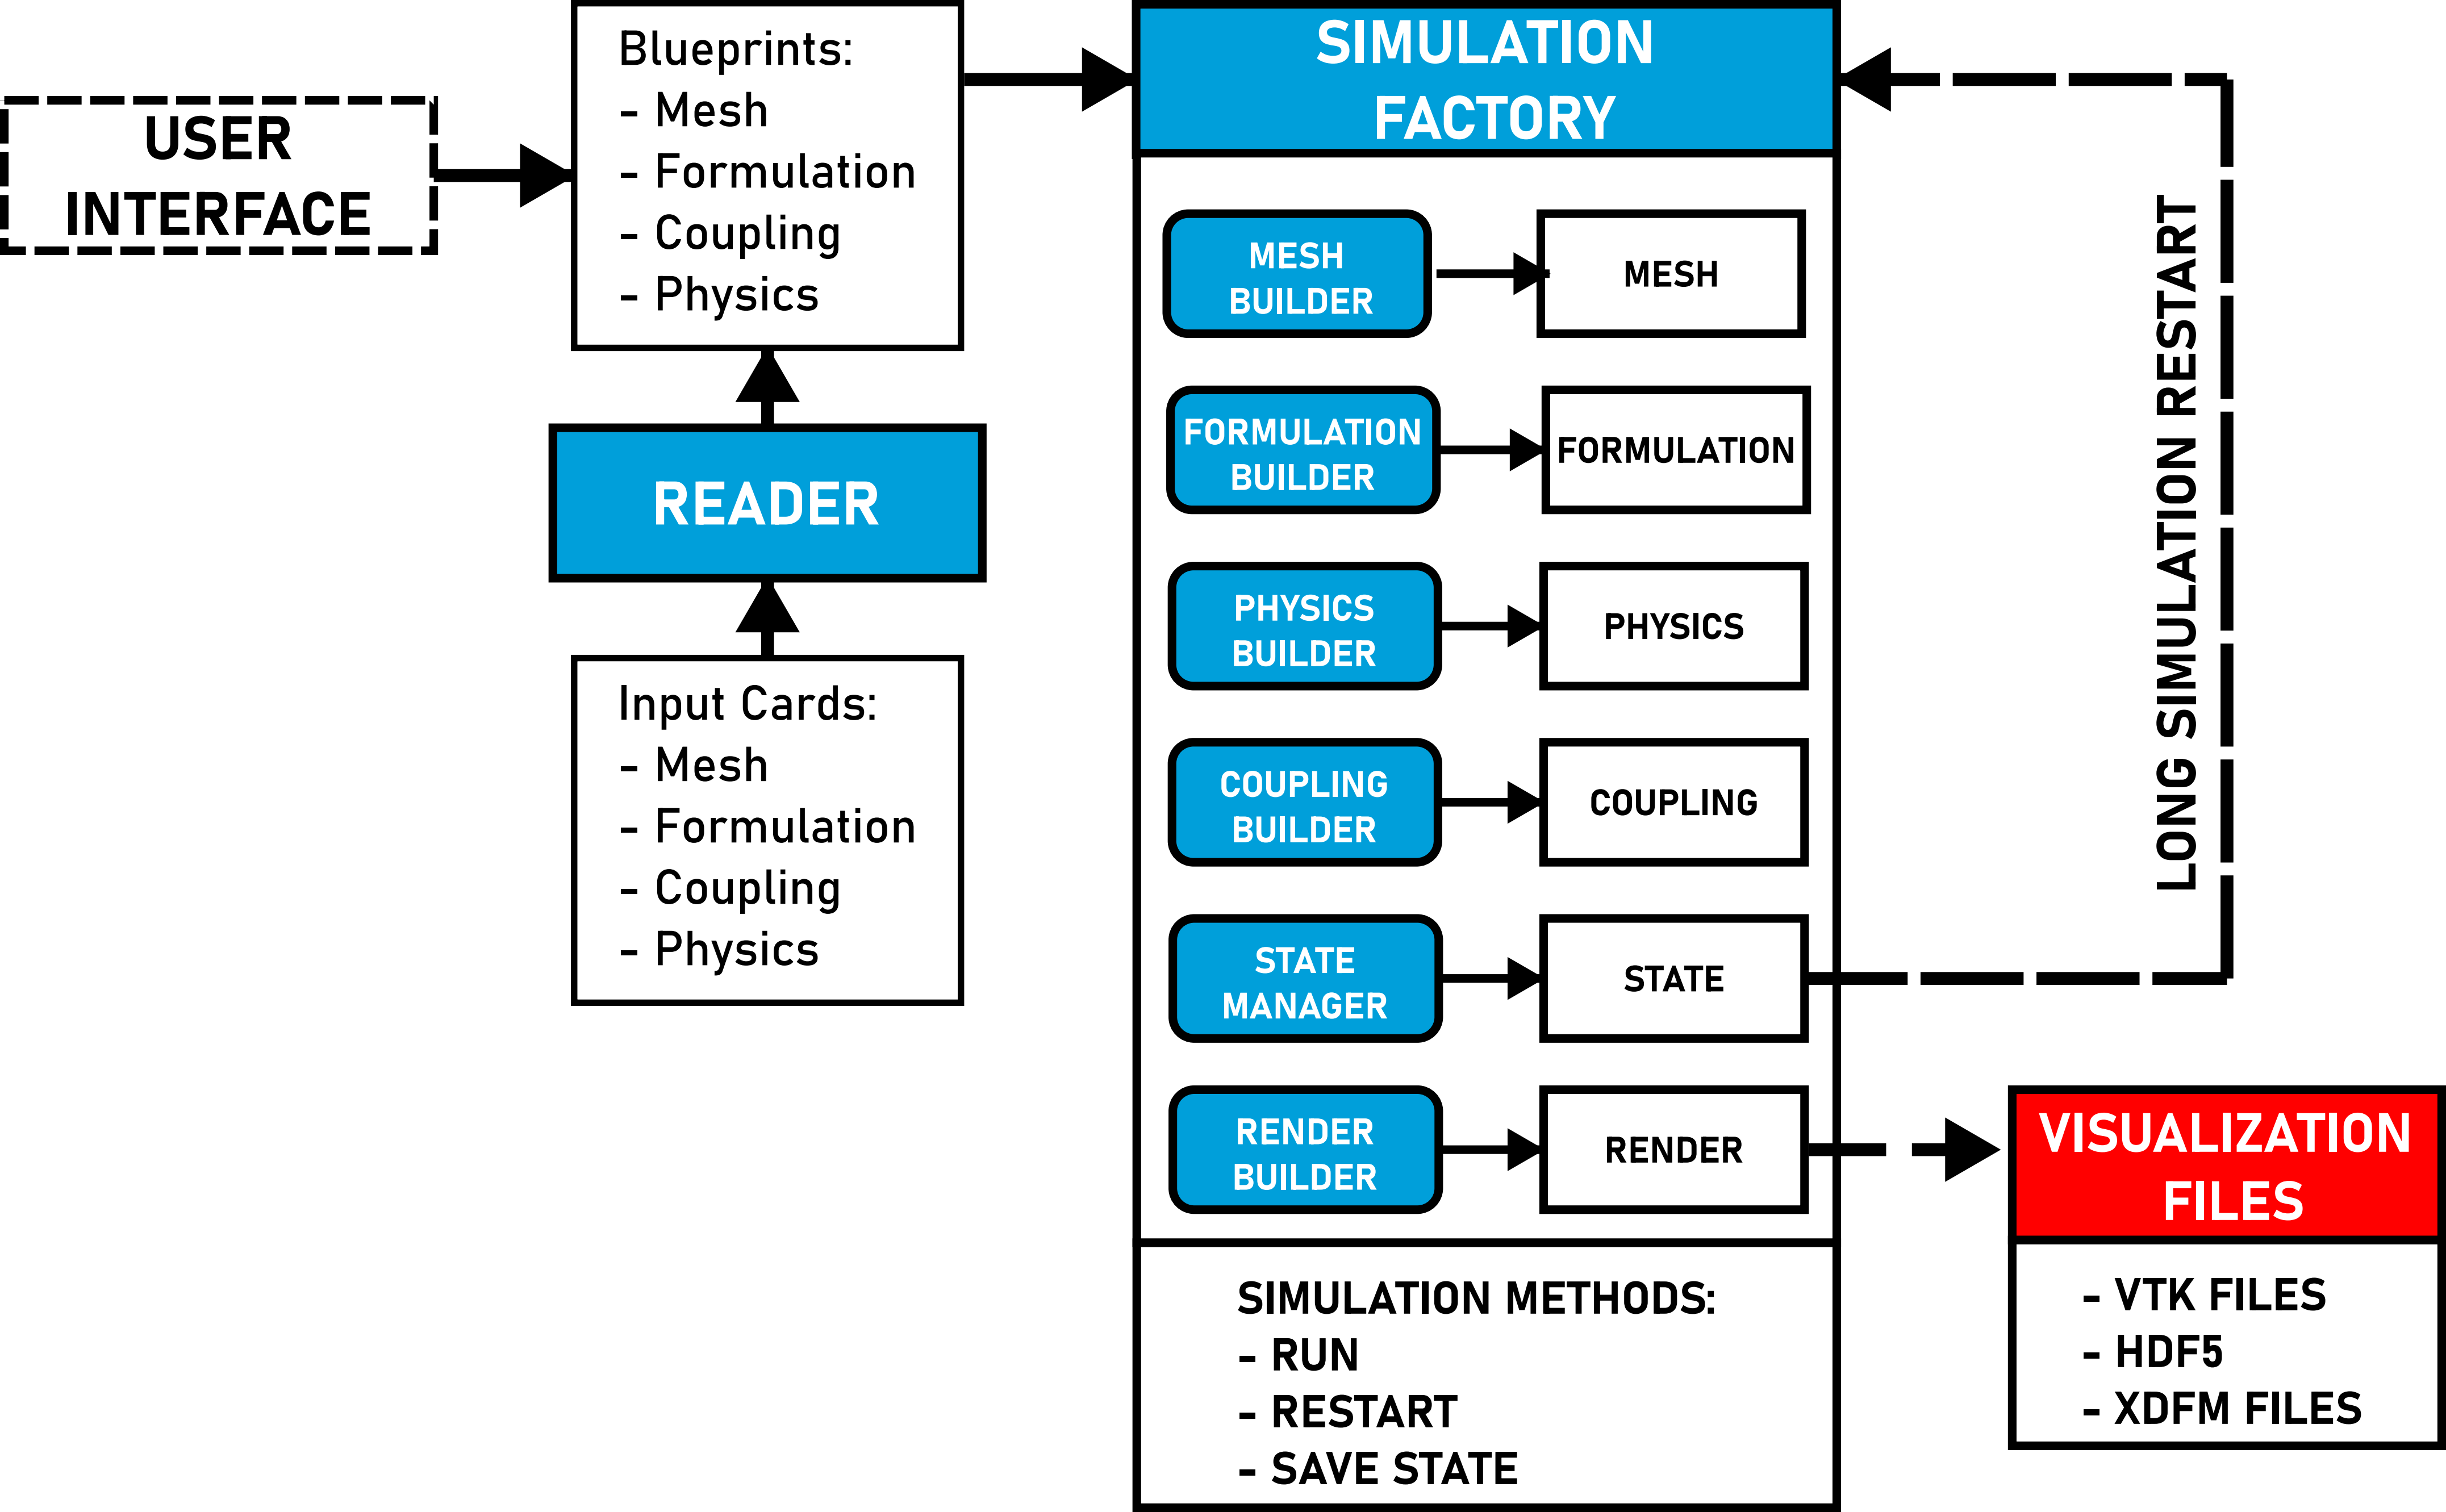 USER
INTERFACE
Blueprints:
- Mesh
- Formulation
- Coupling
- Physics
READER
Input Cards:
- Mesh
- Formulation
- Coupling
- Physics
SIMULATION
FACTORY
MESH
BUILDER
MESH
FORMULATION
BUILDER
FORMULATION
PHYSICS
BUILDER
PHYSICS
COUPLING
BUILDER
COUPLING
STATE
MANAGER
STATE
RENDER
BUILDER
RENDER
SIMULATION METHODS:
- RUN
- RESTART
- SAVE STATE
LONG SIMULATION RESTART
VISUALIZATION
FILES
- VTK FILES
- HDF5
- XDFM FILES